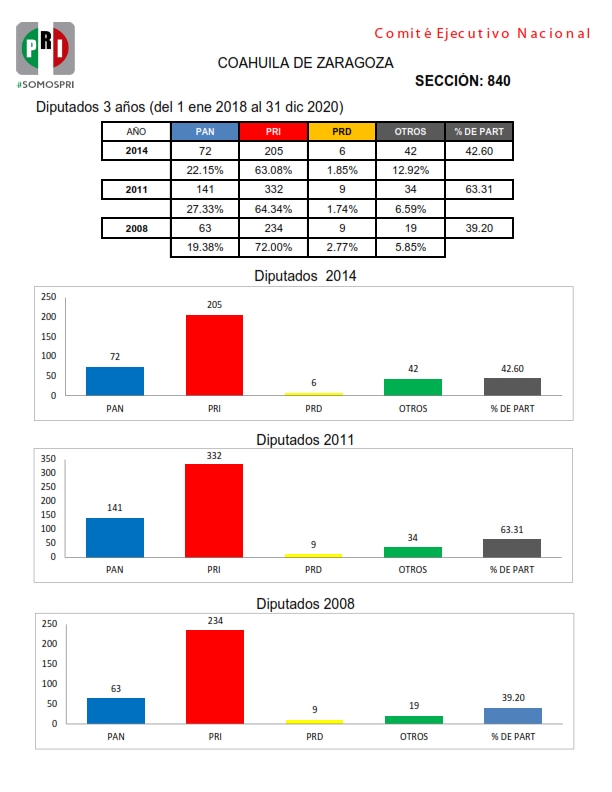 Comité Ejecutivo Nacional
PRI
#SOMOSPRI
COAHUILA DE ZARAGOZA
SECCIÓN: 840
Diputados 3 años (del 1 ene 2018 al 31 dic 2020)
AÑO PAN PRI PRD OTROS % DE PART
2014 72 205 6 42 42.60
22.15% 63.08% 1.85% 12.92%
2011 141 332 9 34 63.31
27.33% 64.34% 1.74% 6.59%
2008 63 234 9 19 39.20
19.38% 72.00% 2.77% 5.85%
Diputados 2014
250
200
150
100
50
0
72 205 6 42 42.60
PAN PRI PRD OTROS % DE PART
Diputados 2011
350
300
250
200
150
100
50
0
141 332 9 34 63.31
PAN PRI PRD OTROS % DE PART
Diputados 2008
250
200
150
100
50
0
63 234 9 19 39.20
PAN PRI PRD OTROS % DE PART